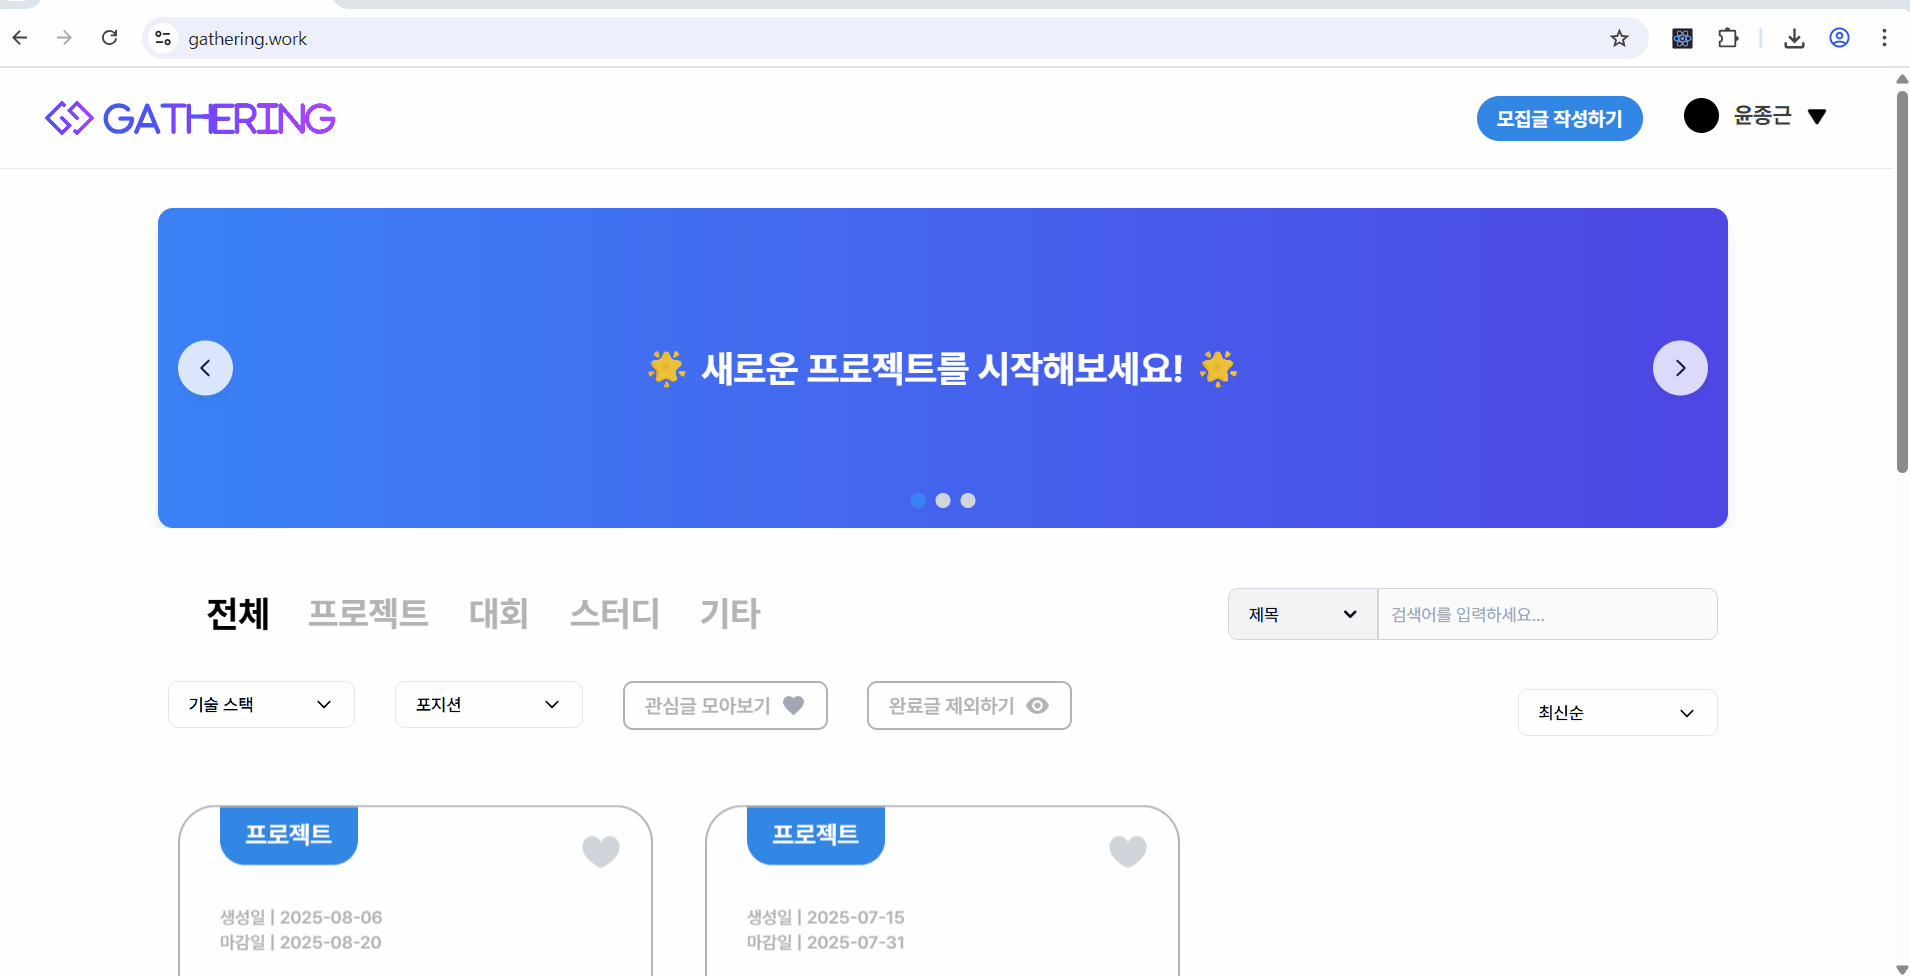 gathering.work
GATHERING
모집글 작성하기
윤종근
새로운 프로젝트를 시작해보세요!
전체 프로젝트 대회 스터디 기타
제목
검색어를 입력하세요...
기술 스택
포지션
관심글 모아보기
완료글 제외하기
최신순
프로젝트
생성일 | 2025-08-06
마감일 | 2025-08-20
프로젝트
생성일 | 2025-07-15
마감일 | 2025-07-31